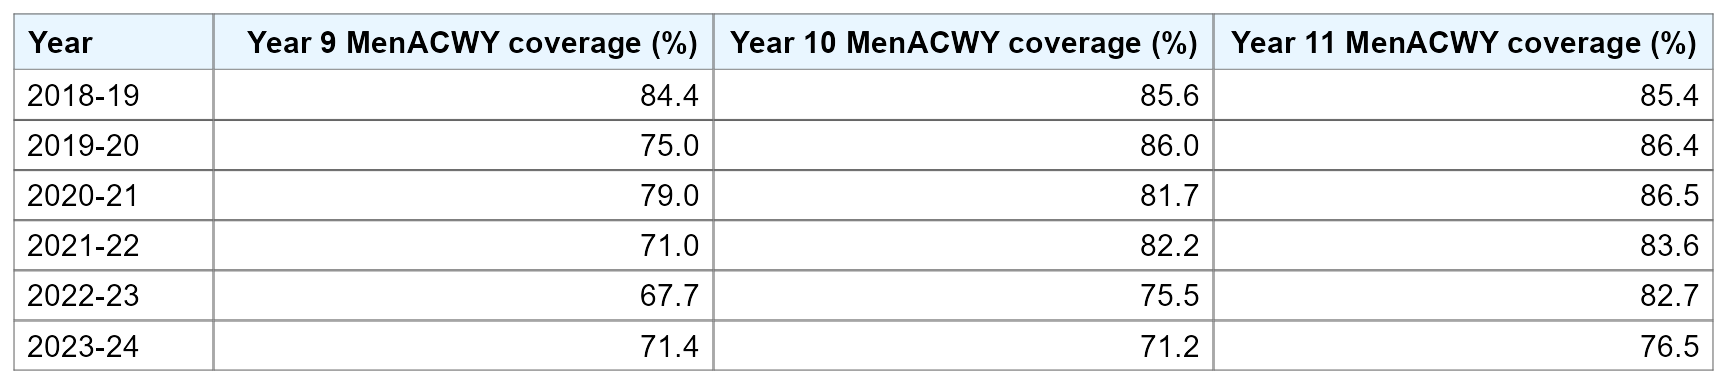 Year Year 9 MenACWY coverage (%) Year 10 MenACWY coverage (%) Year 11 MenACWY coverage (%)
2018-19 84.4 85.6 85.4
2019-20 75.0 86.0 86.4
2020-21 79.0 81.7 86.5
2021-22 71.0 82.2 83.6
2022-23 67.7 75.5 82.7
2023-24 71.4 71.2 76.5